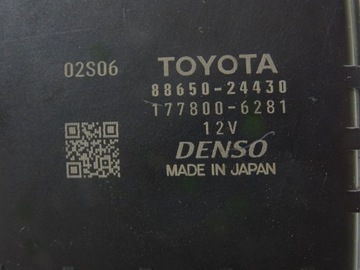 02S06
TOYOTA
88650-24430
177800-6281
12V
DENSO
MADE IN JAPAN